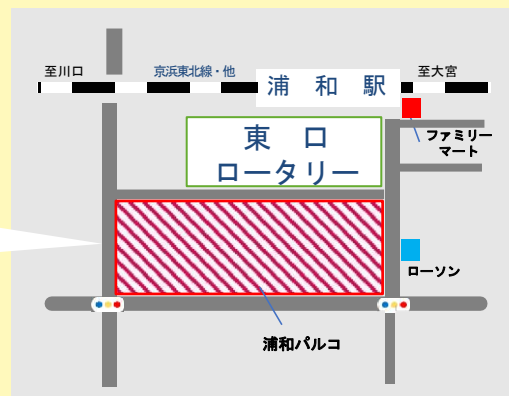 至川口
京浜東北線・他
浦和駅
至大宮
東口
ロータリー
ファミリー
マート
ローソン
浦和パルコ